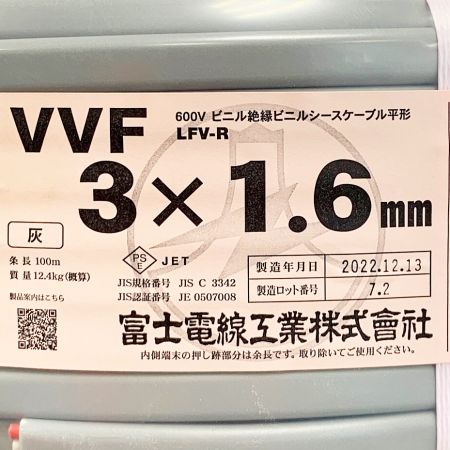 VVF
600V ビニル絶縁ビニルシースケーブル平形
LFV-R
3×1.6mm
灰
条長 100m
質量 12.4kg(概算)
製品案内はこちら
PS
E
JET
JIS規格番号 JIS C 3342
JIS認証番号 JE 0507008
製造年月日 2022.12.13
製造ロット番号 7.2
富士電線工業株式會社
内側端末の押し跡部分は余長です。取り除いてご使用ください。